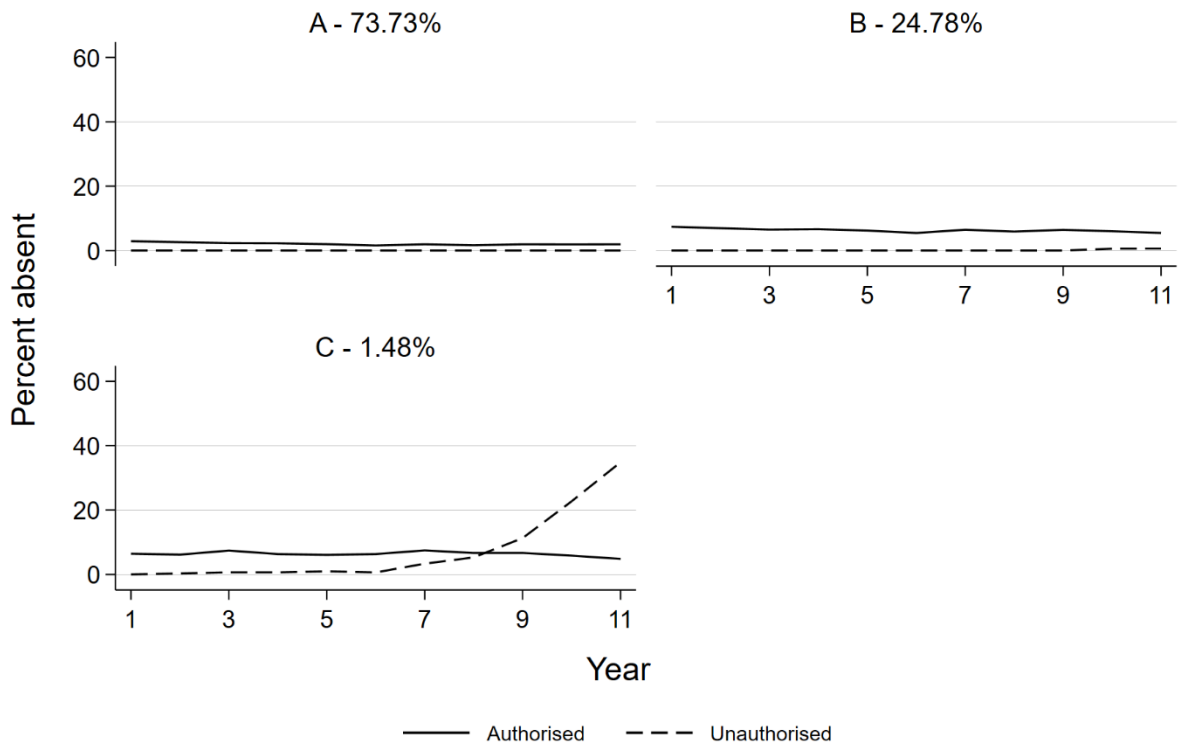 A - 73.73%
B - 24.78%
60
40
20
0
1 3 5 7 9 11
C - 1.48%
60
40
20
0
1 3 5 7 9 11
Percent absent
Year
Authorised Unauthorised